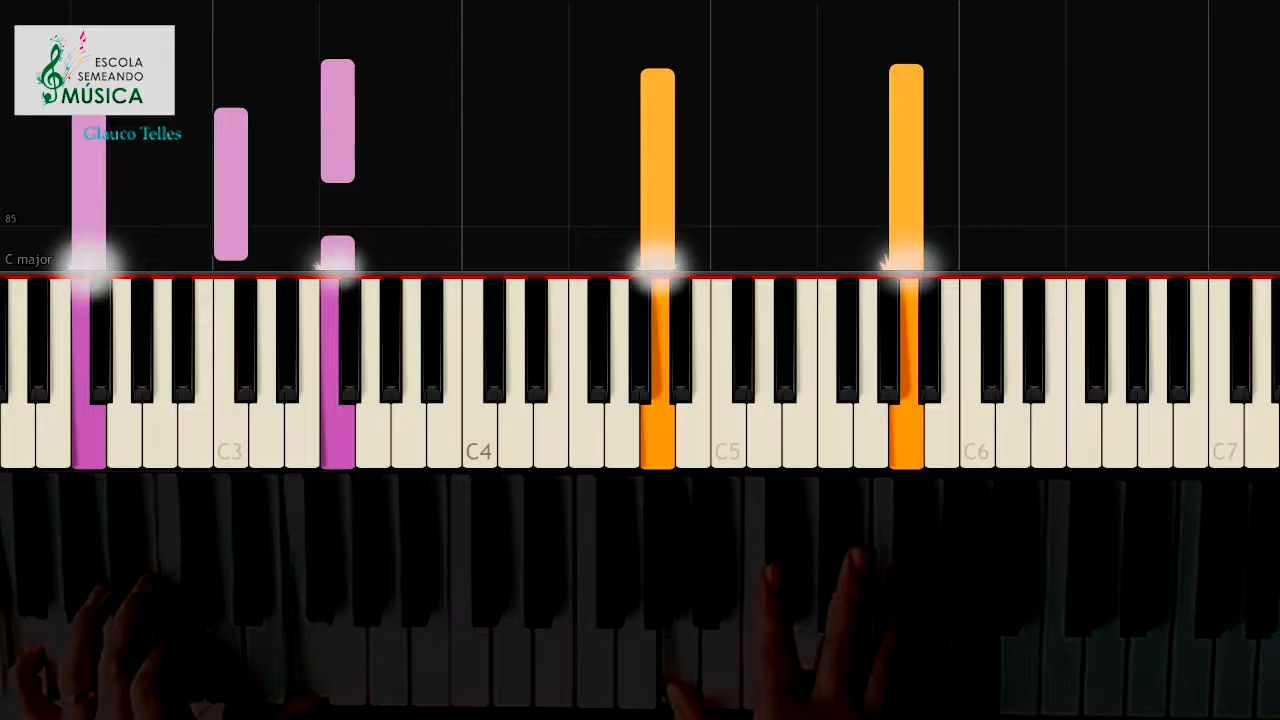 ESCOLA
SEMEANDO
MÚSICA
Glauco Telles
85
C major
C3
C4
C5
C6
C7